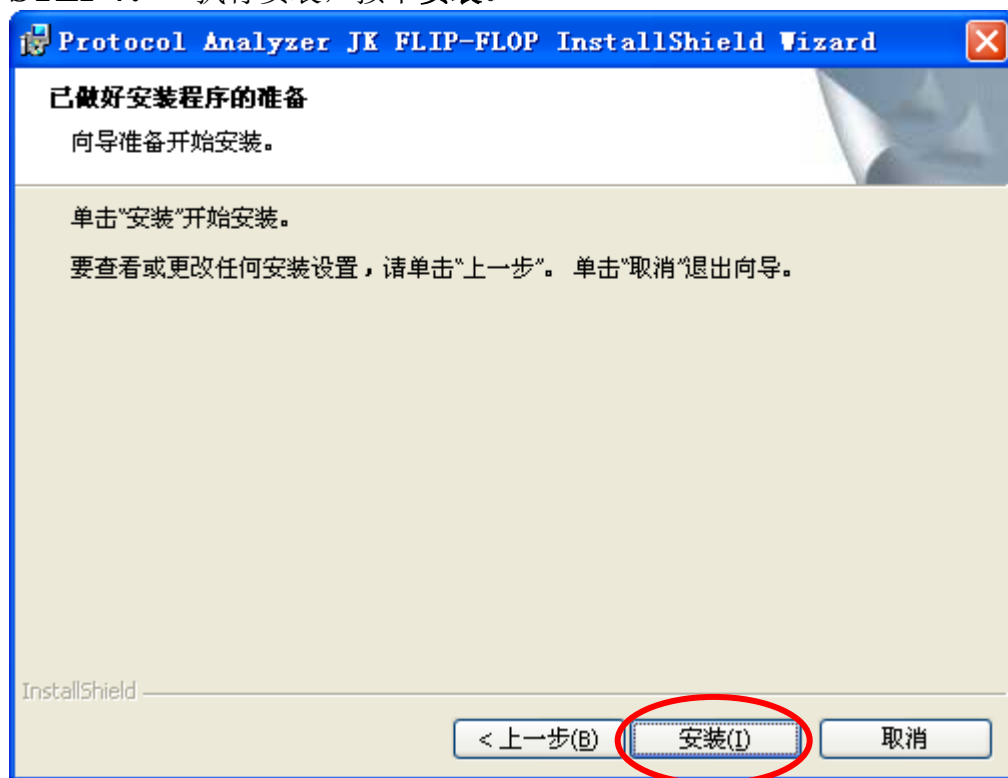 Protocol Analyzer JK FLIP-FLOP InstallShield Wizard
已做好安装程序的准备
向导准备开始安装。
单击“安装”开始安装。
要查看或更改任何安装设置，请单击“上一步”。 单击“取消”退出向导。
InstallShield
< 上一步(B) 安装(I) 取消